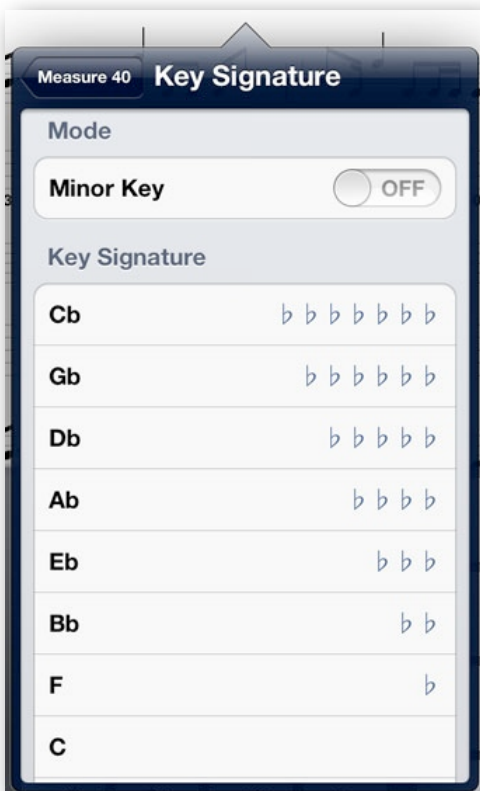 Measure 40 Key Signature
Mode
Minor Key OFF
Key Signature
Cb ♭ ♭ ♭ ♭ ♭ ♭ ♭
Gb ♭ ♭ ♭ ♭ ♭ ♭
Db ♭ ♭ ♭ ♭ ♭
Ab ♭ ♭ ♭ ♭
Eb ♭ ♭ ♭
Bb ♭ ♭
F ♭
C